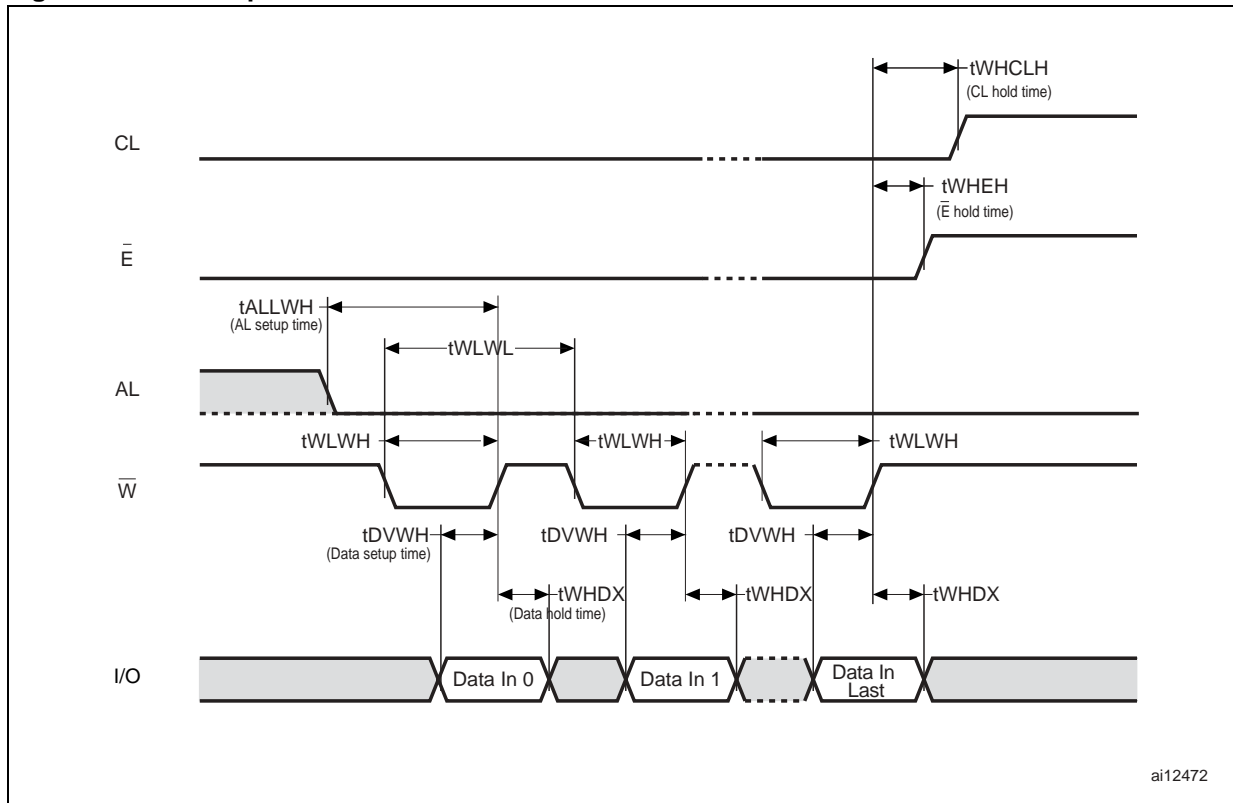 tWHCLH
(CL hold time)
CL
tWHEH
(E̅ hold time)
E̅
tALLWH
(AL setup time)
tWLWL
AL
tWLWH
tWLWH
tWLWH
W̅
tDVWH
(Data setup time)
tDVWH
tDVWH
tWHDX
(Data hold time)
tWHDX
tWHDX
I/O
Data In 0
Data In 1
Data In
Last
ai12472